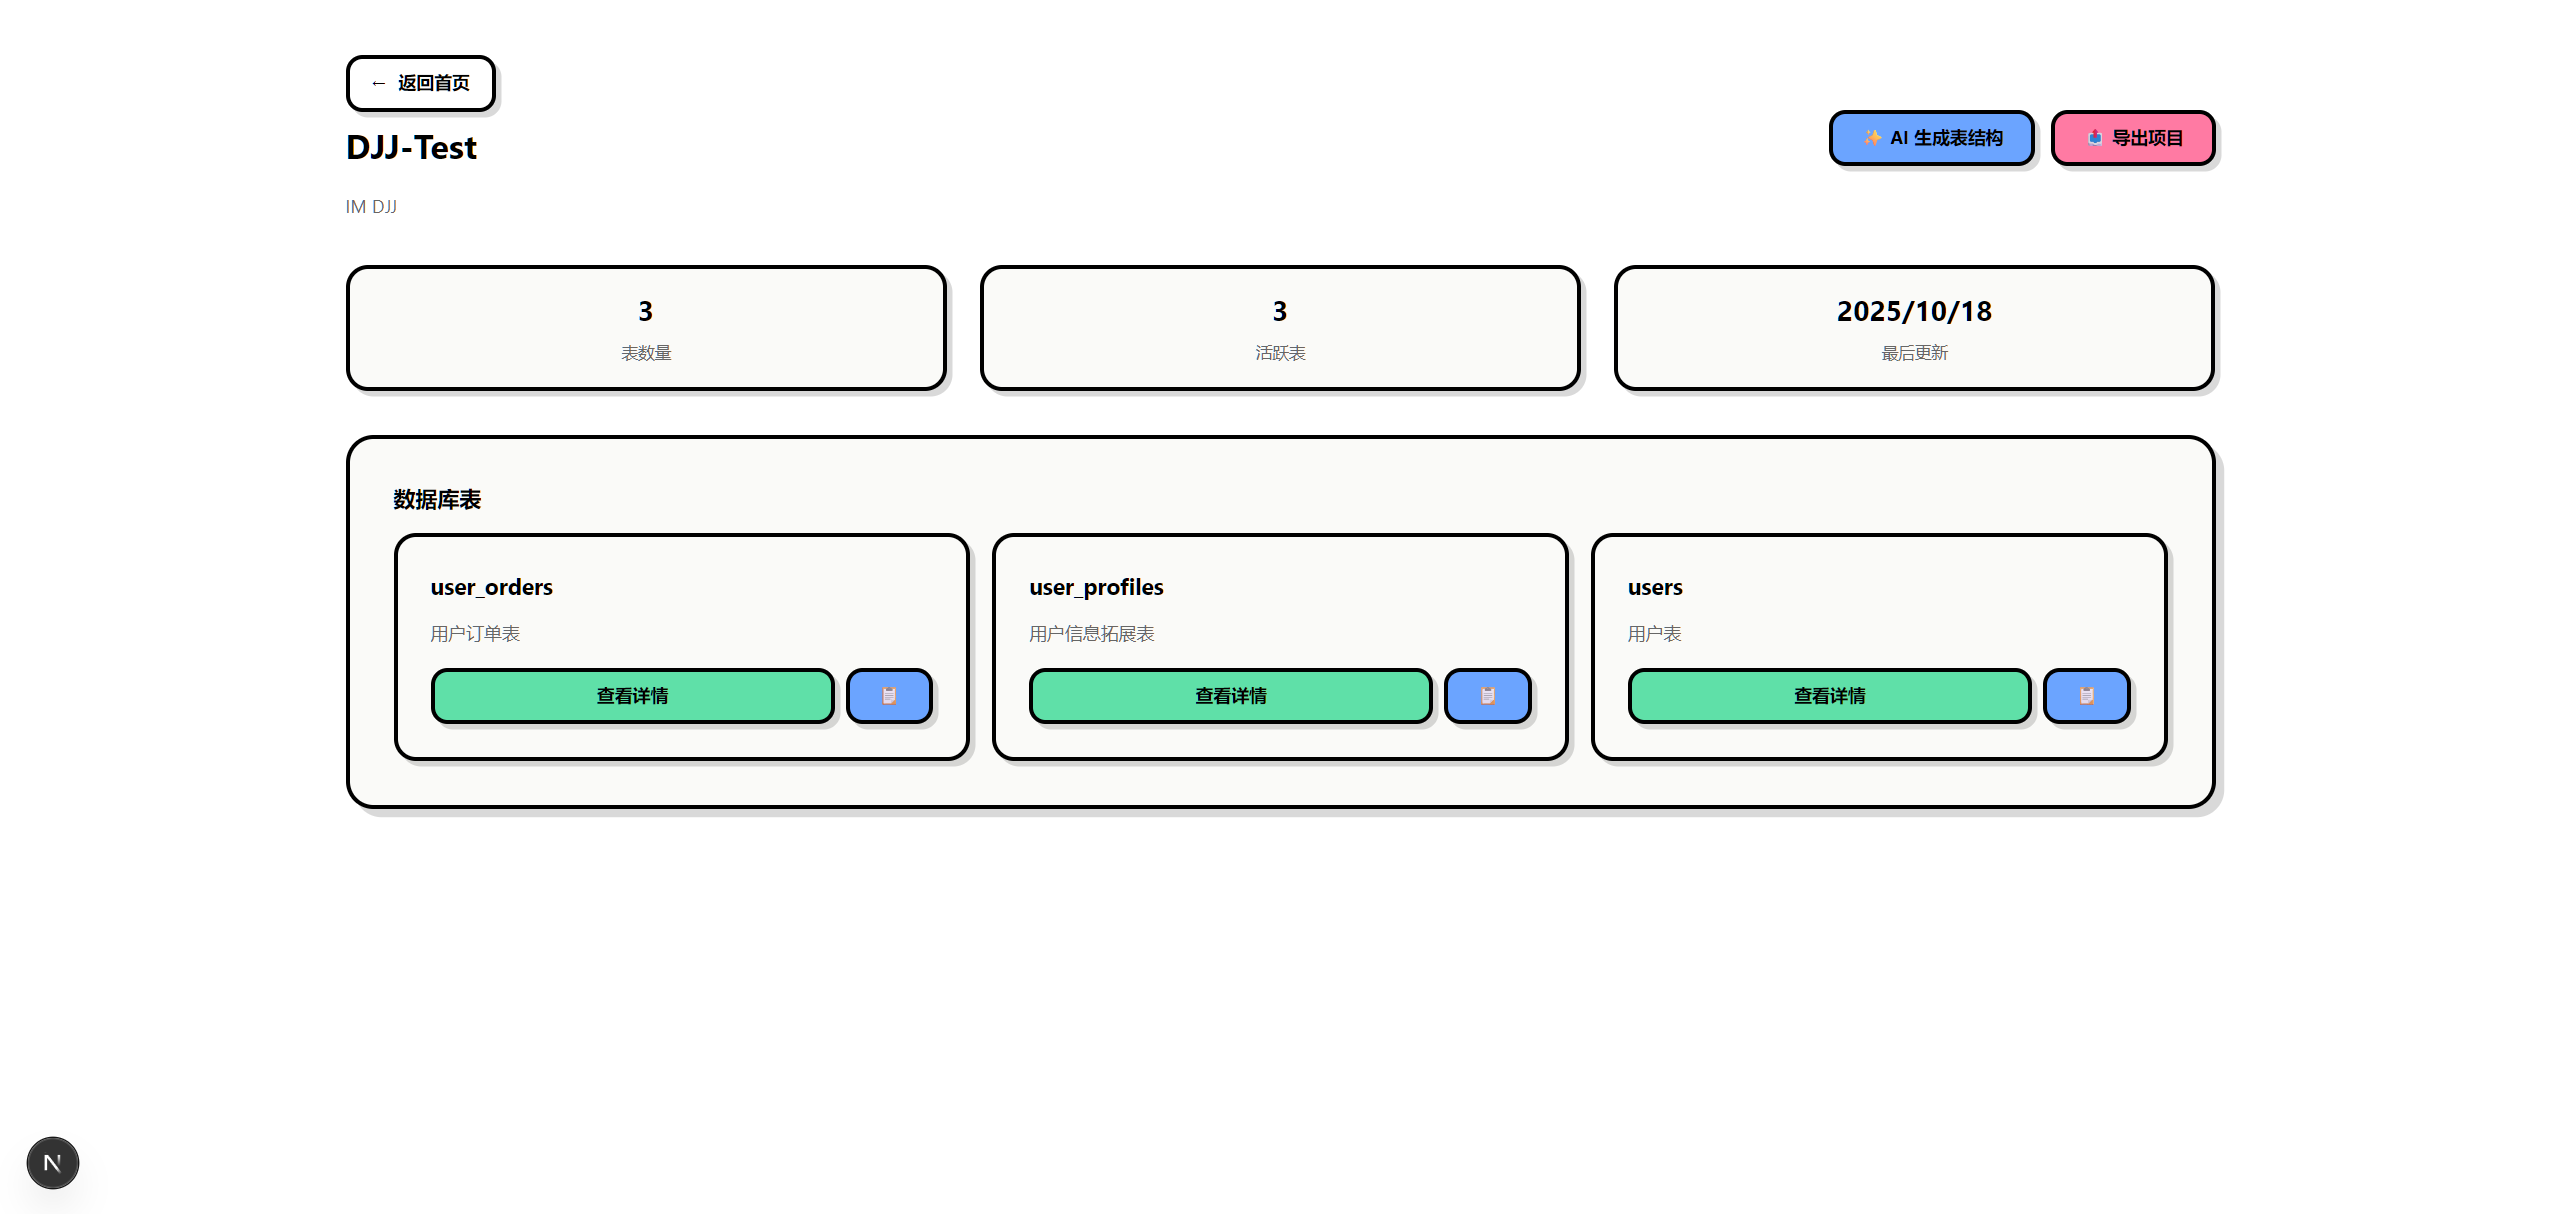 ← 返回首页
DJJ-Test
✨ AI 生成表结构
📤 导出项目
IM DJJ
3
表数量
3
活跃表
2025/10/18
最后更新
数据库表
user_orders
用户订单表
查看详情
📋
user_profiles
用户信息拓展表
查看详情
📋
users
用户表
查看详情
📋
N